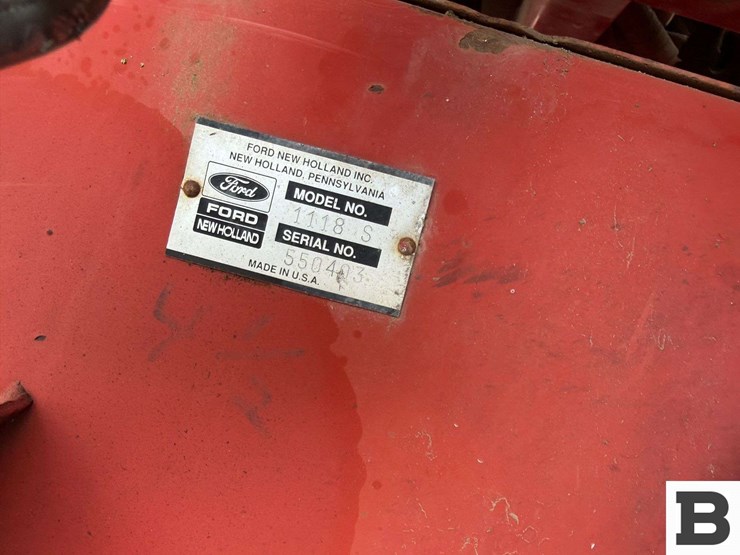 FORD NEW HOLLAND INC.
NEW HOLLAND, PENNSYLVANIA
Ford
FORD
NEW HOLLAND
MODEL NO.
1118 S
SERIAL NO.
550403
MADE IN U.S.A.
B